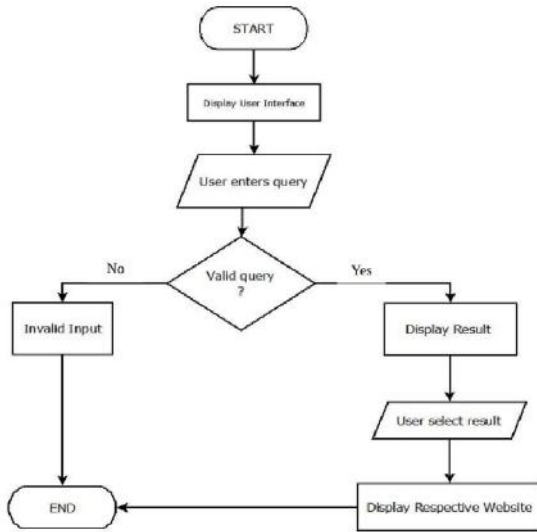 START
Display User Interface
User enters query
No
Valid query
?
Yes
Invalid Input
Display Result
User select result
END
Display Respective Website